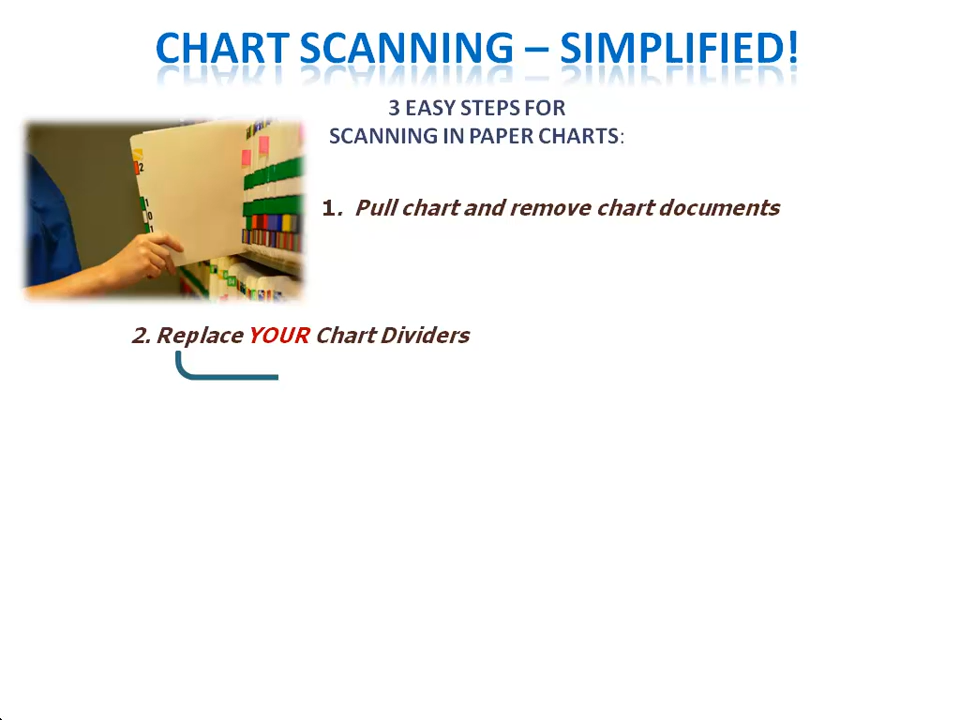 CHART SCANNING – SIMPLIFIED!
3 EASY STEPS FOR
SCANNING IN PAPER CHARTS:
1. Pull chart and remove chart documents
2. Replace YOUR Chart Dividers